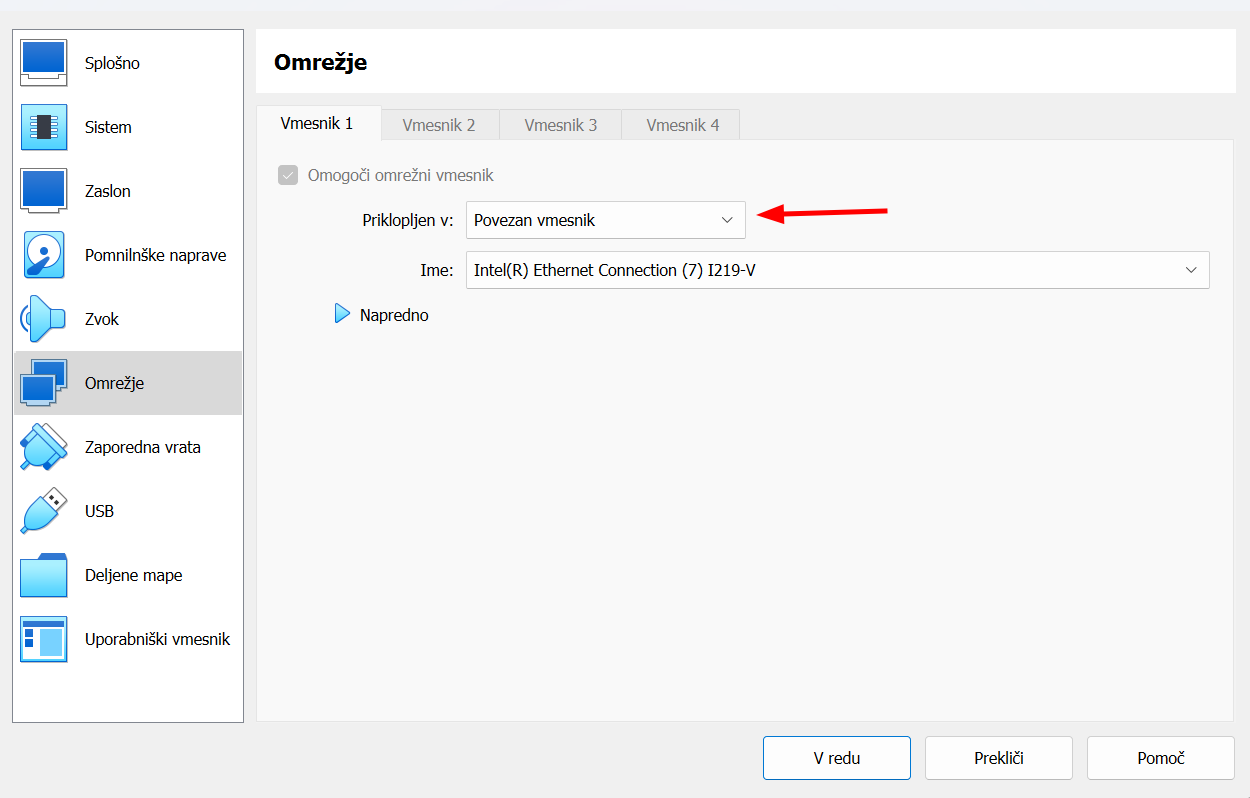 Splošno
Sistem
Zaslon
Pomnilnške naprave
Zvok
Omrežje
Zaporedna vrata
USB
Deljene mape
Uporabniški vmesnik
Omrežje
Vmesnik 1 Vmesnik 2 Vmesnik 3 Vmesnik 4
Omogoči omrežni vmesnik
Priklopljen v: Povezan vmesnik
Ime: Intel(R) Ethernet Connection (7) I219-V
Napredno
V redu Prekliči Pomoč